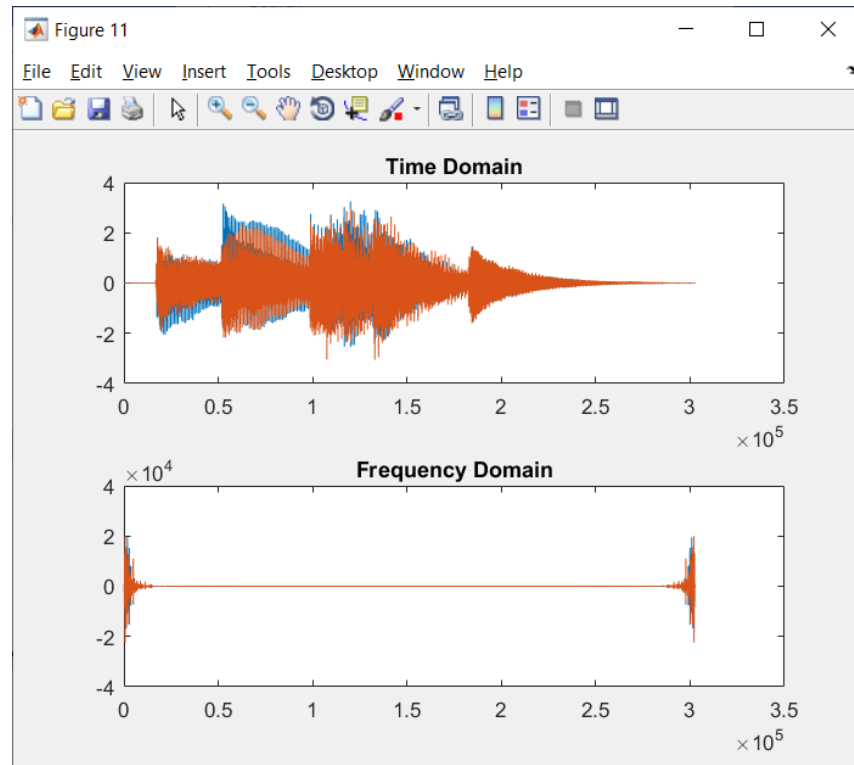 Figure 11
File Edit View Insert Tools Desktop Window Help
Time Domain
4
2
0
-2
-4
0 0.5 1 1.5 2 2.5 3 3.5
×10^5
Frequency Domain
×10^4
4
2
0
-2
-4
0 0.5 1 1.5 2 2.5 3 3.5
×10^5